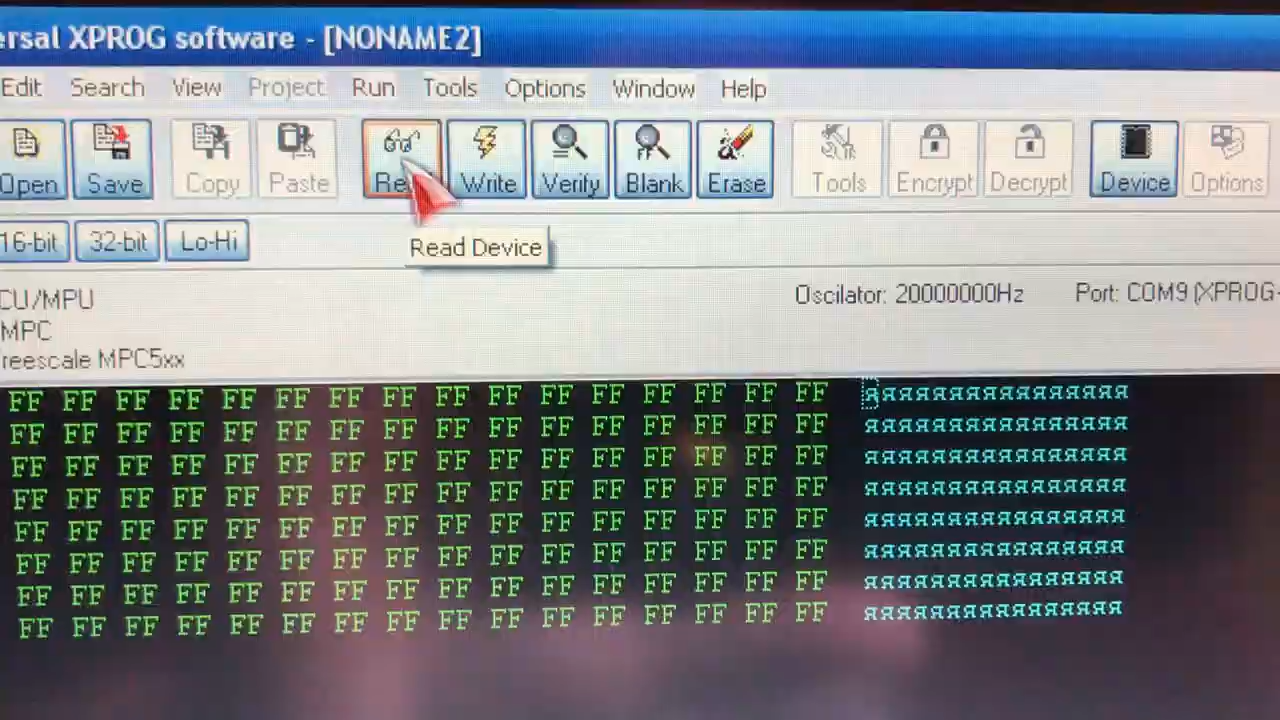 ersal XPROG software - [NONAME2]
Edit Search View Project Run Tools Options Window Help
Open Save Copy Paste Write Verify Blank Erase Tools Encrypt Decrypt Device Options
Read Device
16-bit 32-bit Lo-Hi
CU/MPU Oscilator: 20000000Hz Port: COM9 (XPROG-
MPC
reescale MPC5xx
FF FF FF FF FF FF FF FF FF FF FF FF FF FF FF FF яяяяяяяяяяяяяяяя
FF FF FF FF FF FF FF FF FF FF FF FF FF FF FF FF яяяяяяяяяяяяяяяя
FF FF FF FF FF FF FF FF FF FF FF FF FF FF FF FF яяяяяяяяяяяяяяяя
FF FF FF FF FF FF FF FF FF FF FF FF FF FF FF FF яяяяяяяяяяяяяяяя
FF FF FF FF FF FF FF FF FF FF FF FF FF FF FF FF яяяяяяяяяяяяяяяя
FF FF FF FF FF FF FF FF FF FF FF FF FF FF FF FF яяяяяяяяяяяяяяяя
FF FF FF FF FF FF FF FF FF FF FF FF FF FF FF FF яяяяяяяяяяяяяяяя
FF FF FF FF FF FF FF FF FF FF FF FF FF FF FF FF яяяяяяяяяяяяяяяя